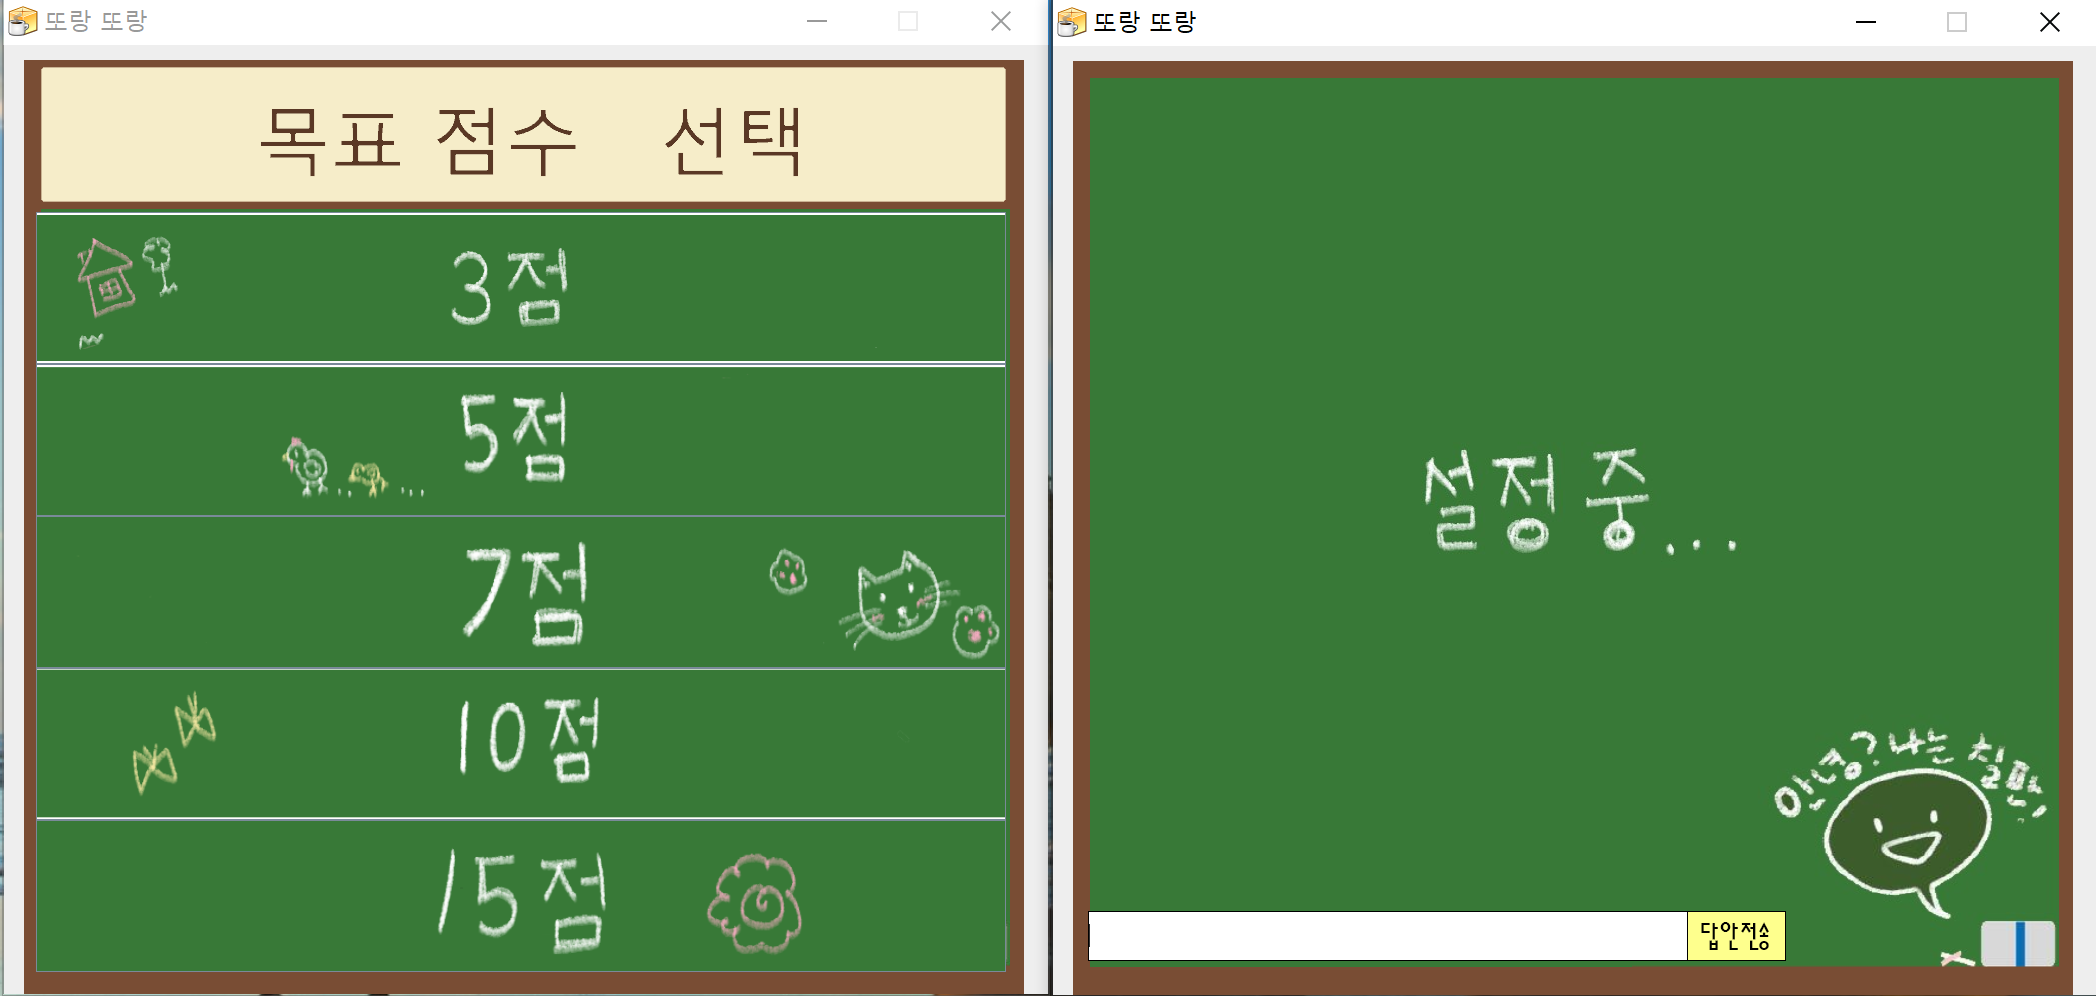 또랑 또랑
목표 점수 선택
3점
5점
7점
10점
15점
또랑 또랑
설정 중...
안녕? 나는 칠판!
답안전송